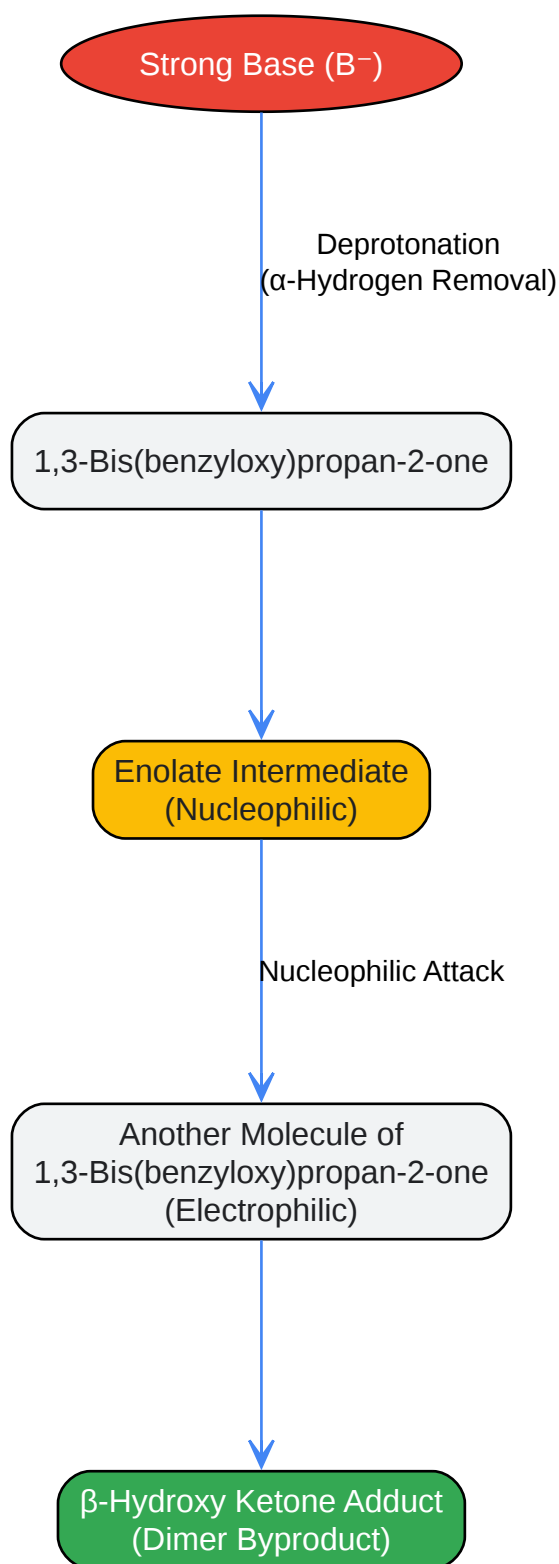 Strong Base (B⁻)
Deprotonation
(α-Hydrogen Removal)
1,3-Bis(benzyloxy)propan-2-one
Enolate Intermediate
(Nucleophilic)
Nucleophilic Attack
Another Molecule of
1,3-Bis(benzyloxy)propan-2-one
(Electrophilic)
β-Hydroxy Ketone Adduct
(Dimer Byproduct)